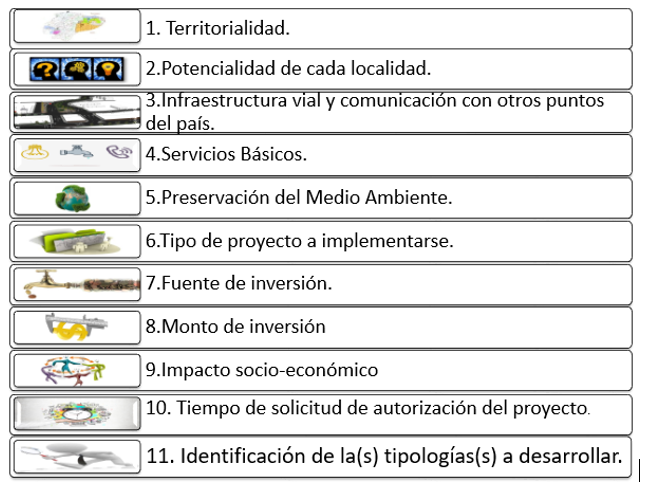 1. Territorialidad.
2.Potencialidad de cada localidad.
3.Infraestructura vial y comunicación con otros puntos
del país.
4.Servicios Básicos.
5.Preservación del Medio Ambiente.
6.Tipo de proyecto a implementarse.
7.Fuente de inversión.
8.Monto de inversión
9.Impacto socio-económico
10. Tiempo de solicitud de autorización del proyecto.
11. Identificación de la(s) tipologías(s) a desarrollar.